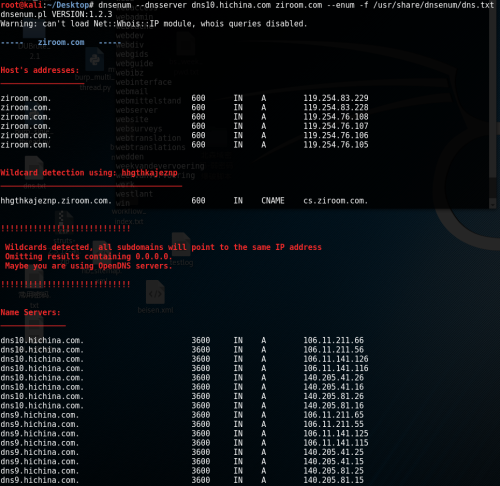 root@kali:~/Desktop# dnsenum --dnsserver dns10.hichina.com ziroom.com --enum -f /usr/share/dnsenum/dns.txt
dnsenum.pl VERSION:1.2.3
Warning: can't load Net::Whois::IP module, whois queries disabled.
-----   ziroom.com   -----
Host's addresses:
ziroom.com. 600 IN A 119.254.83.229
ziroom.com. 600 IN A 119.254.83.228
ziroom.com. 600 IN A 119.254.76.108
ziroom.com. 600 IN A 119.254.76.107
ziroom.com. 600 IN A 119.254.76.106
ziroom.com. 600 IN A 119.254.76.105
Wildcard detection using: hhgthkajeznp
hhgthkajeznp.ziroom.com. 600 IN CNAME cs.ziroom.com.
!!!!!!!!!!!!!!!!!!!!!!!!!!!!
Wildcards detected, all subdomains will point to the same IP address
Omitting results containing 0.0.0.0.
Maybe you are using OpenDNS servers.
!!!!!!!!!!!!!!!!!!!!!!!!!!!!
Name Servers:
dns10.hichina.com. 3600 IN A 106.11.211.66
dns10.hichina.com. 3600 IN A 106.11.211.56
dns10.hichina.com. 3600 IN A 106.11.141.126
dns10.hichina.com. 3600 IN A 106.11.141.116
dns10.hichina.com. 3600 IN A 140.205.41.26
dns10.hichina.com. 3600 IN A 140.205.41.16
dns10.hichina.com. 3600 IN A 140.205.81.26
dns10.hichina.com. 3600 IN A 140.205.81.16
dns9.hichina.com. 3600 IN A 106.11.211.65
dns9.hichina.com. 3600 IN A 106.11.211.55
dns9.hichina.com. 3600 IN A 106.11.141.125
dns9.hichina.com. 3600 IN A 106.11.141.115
dns9.hichina.com. 3600 IN A 140.205.41.25
dns9.hichina.com. 3600 IN A 140.205.41.15
dns9.hichina.com. 3600 IN A 140.205.81.25
dns9.hichina.com. 3600 IN A 140.205.81.15
webdev
webdiv
webgids
webguide
webibz
webinterface
webmail
webmittelstand
webserver
website
websurveys
webtranslation